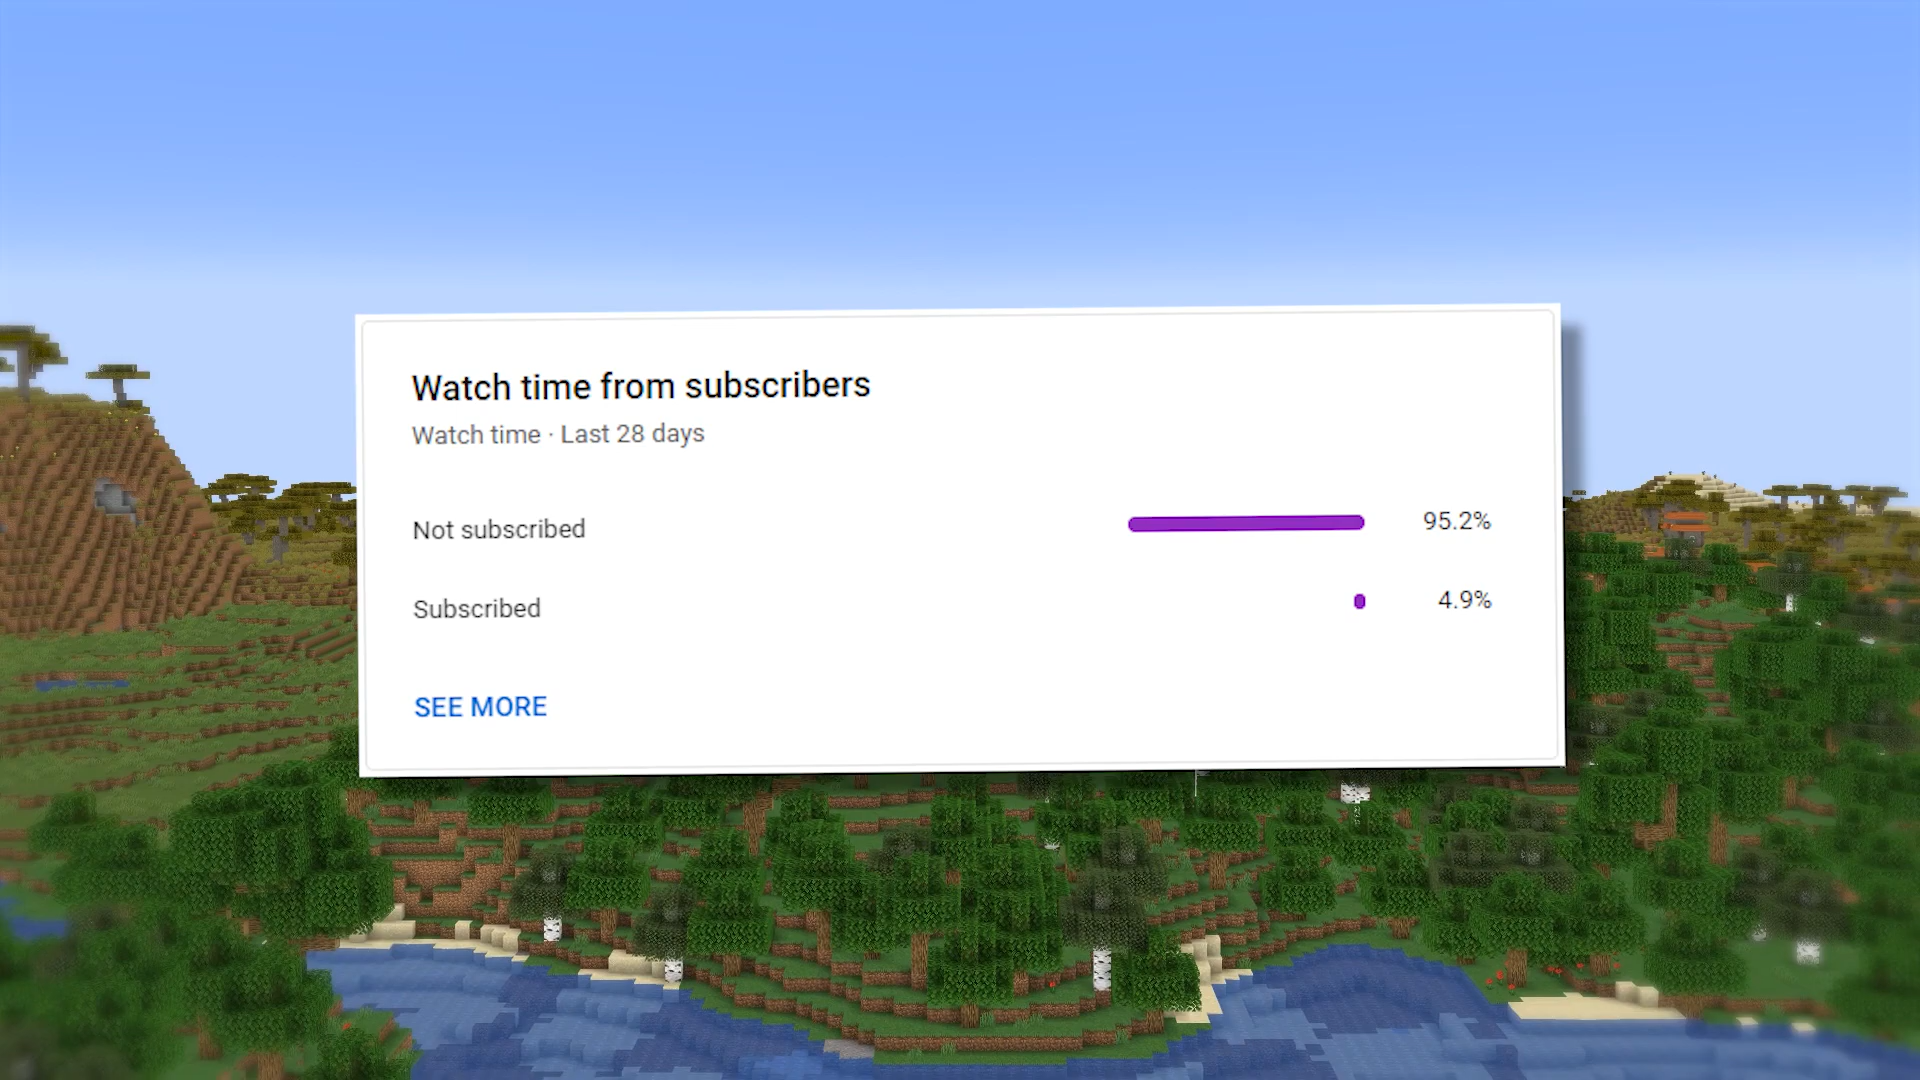 Watch time from subscribers
Watch time · Last 28 days
Not subscribed 95.2%
Subscribed 4.9%
SEE MORE